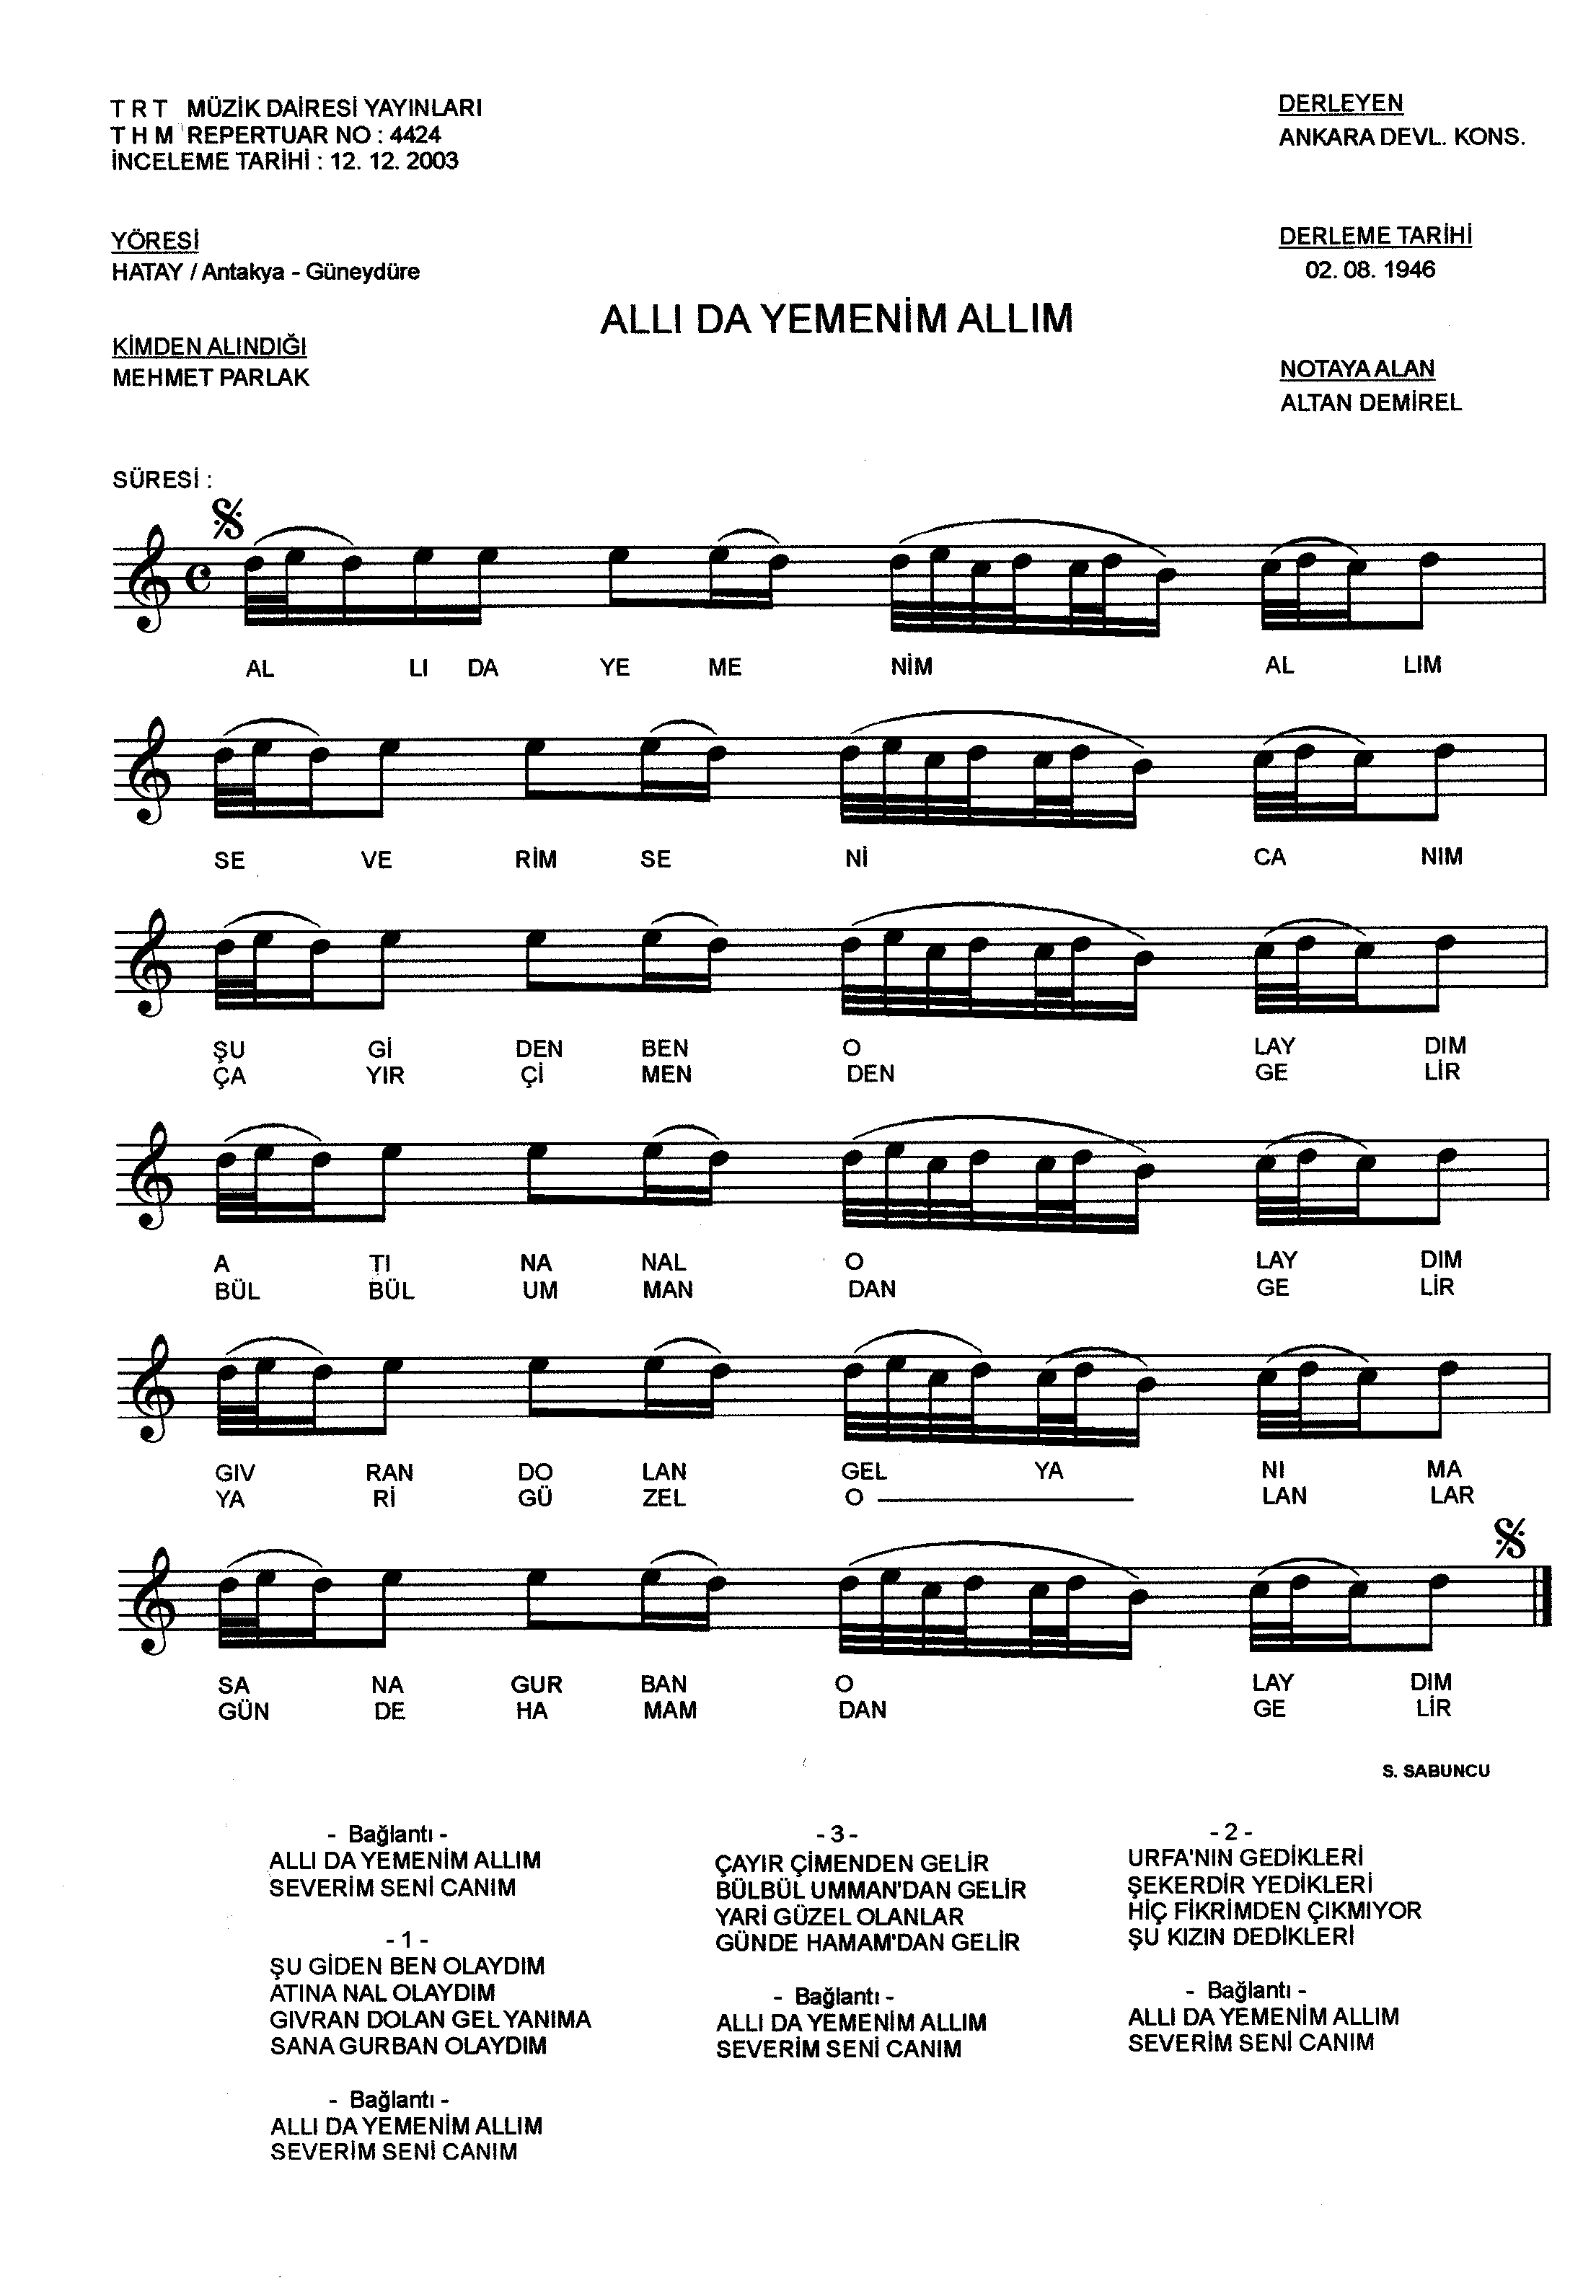 T R T MÜZİK DAİRESİ YAYINLARI
T H M REPERTUAR NO : 4424
İNCELEME TARİHİ : 12. 12. 2003
DERLEYEN
ANKARA DEVL. KONS.
YÖRESİ
HATAY / Antakya - Güneydüre
DERLEME TARİHİ
02. 08. 1946
ALLI DA YEMENİM ALLIM
KİMDEN ALINDIĞI
MEHMET PARLAK
NOTAYA ALAN
ALTAN DEMİREL
SÜRESİ :
AL LI DA YE ME NİM AL LIM
SE VE RİM SE Nİ CA NIM
ŞU Gİ DEN BEN O LAY DIM
ÇA YIR Çİ MEN DEN GE LİR
A TI NA NAL O LAY DIM
BÜL BÜL UM MAN DAN GE LİR
GIV RAN DO LAN GEL YA NI MA
YA Rİ GÜ ZEL O LAN LAR
SA NA GUR BAN O LAY DIM
GÜN DE HA MAM DAN GE LİR
S. SABUNCU
- Bağlantı -
ALLI DA YEMENİM ALLIM
SEVERİM SENİ CANIM
- 1 -
ŞU GİDEN BEN OLAYDIM
ATINA NAL OLAYDIM
GIVRAN DOLAN GEL YANIMA
SANA GURBAN OLAYDIM
- Bağlantı -
ALLI DA YEMENİM ALLIM
SEVERİM SENİ CANIM
- 3 -
ÇAYIR ÇİMENDEN GELİR
BÜLBÜL UMMAN'DAN GELİR
YARİ GÜZEL OLANLAR
GÜNDE HAMAM'DAN GELİR
- Bağlantı -
ALLI DA YEMENİM ALLIM
SEVERİM SENİ CANIM
- 2 -
URFA'NIN GEDİKLERİ
ŞEKERDİR YEDİKLERİ
HİÇ FİKRİMDEN ÇIKMIYOR
ŞU KIZIN DEDİKLERİ
- Bağlantı -
ALLI DA YEMENİM ALLIM
SEVERİM SENİ CANIM